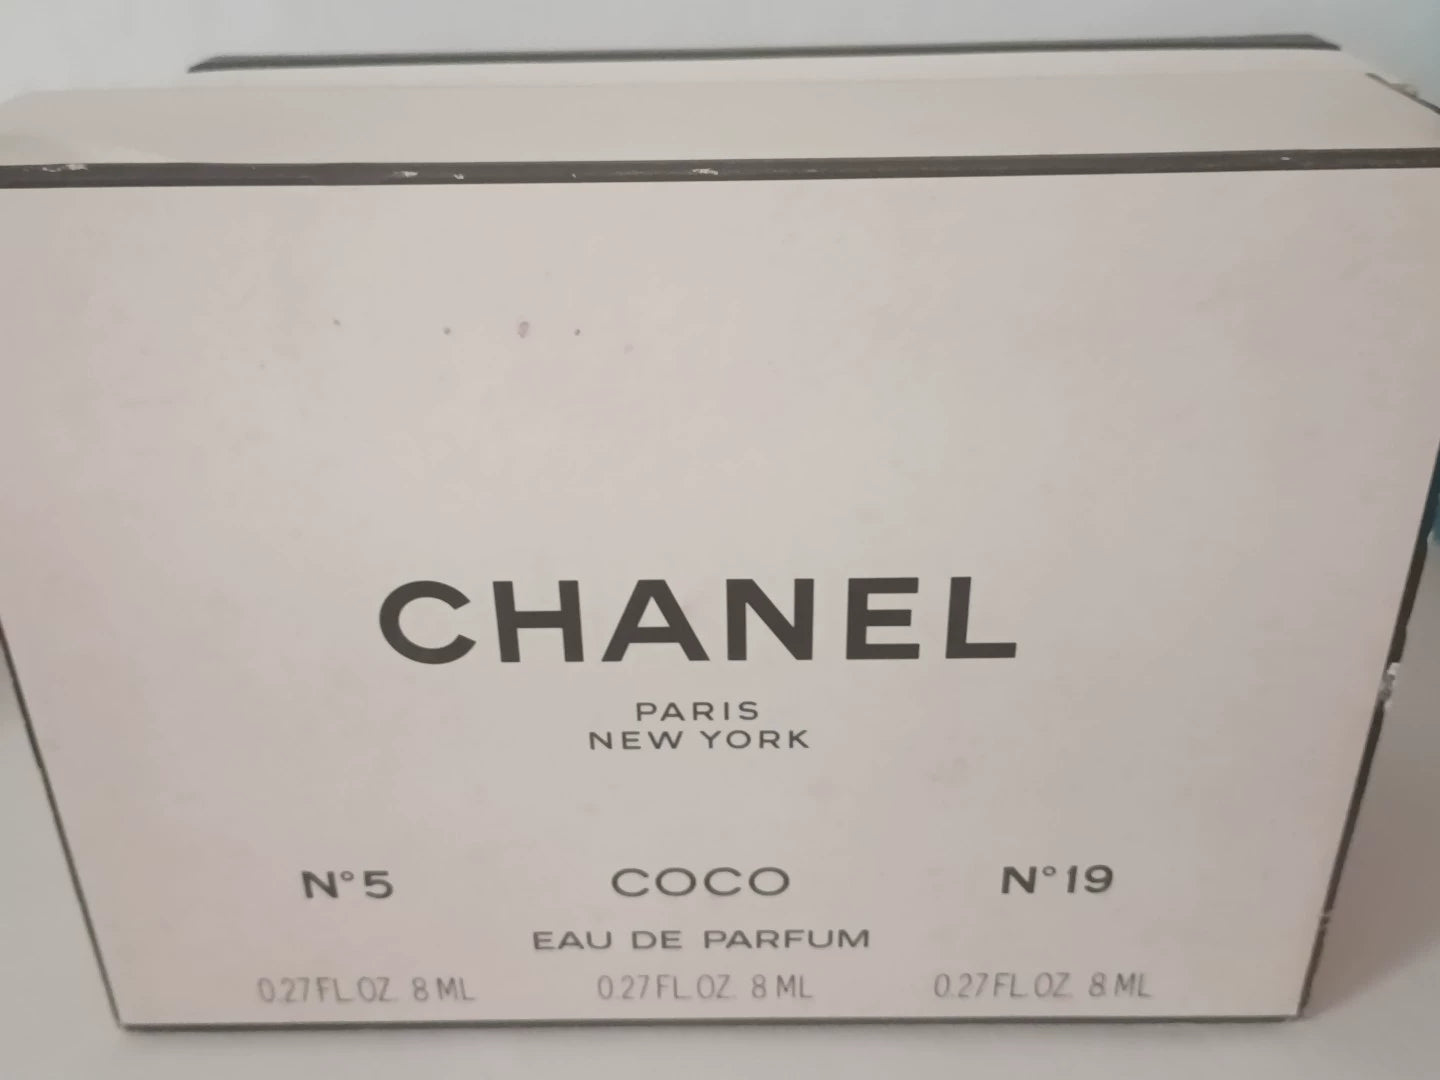 CHANEL
PARIS
NEW YORK
N°5 COCO N°19
EAU DE PARFUM
0.27 FL. OZ. 8 ML 0.27 FL. OZ. 8 ML 0.27 FL. OZ. 8 ML